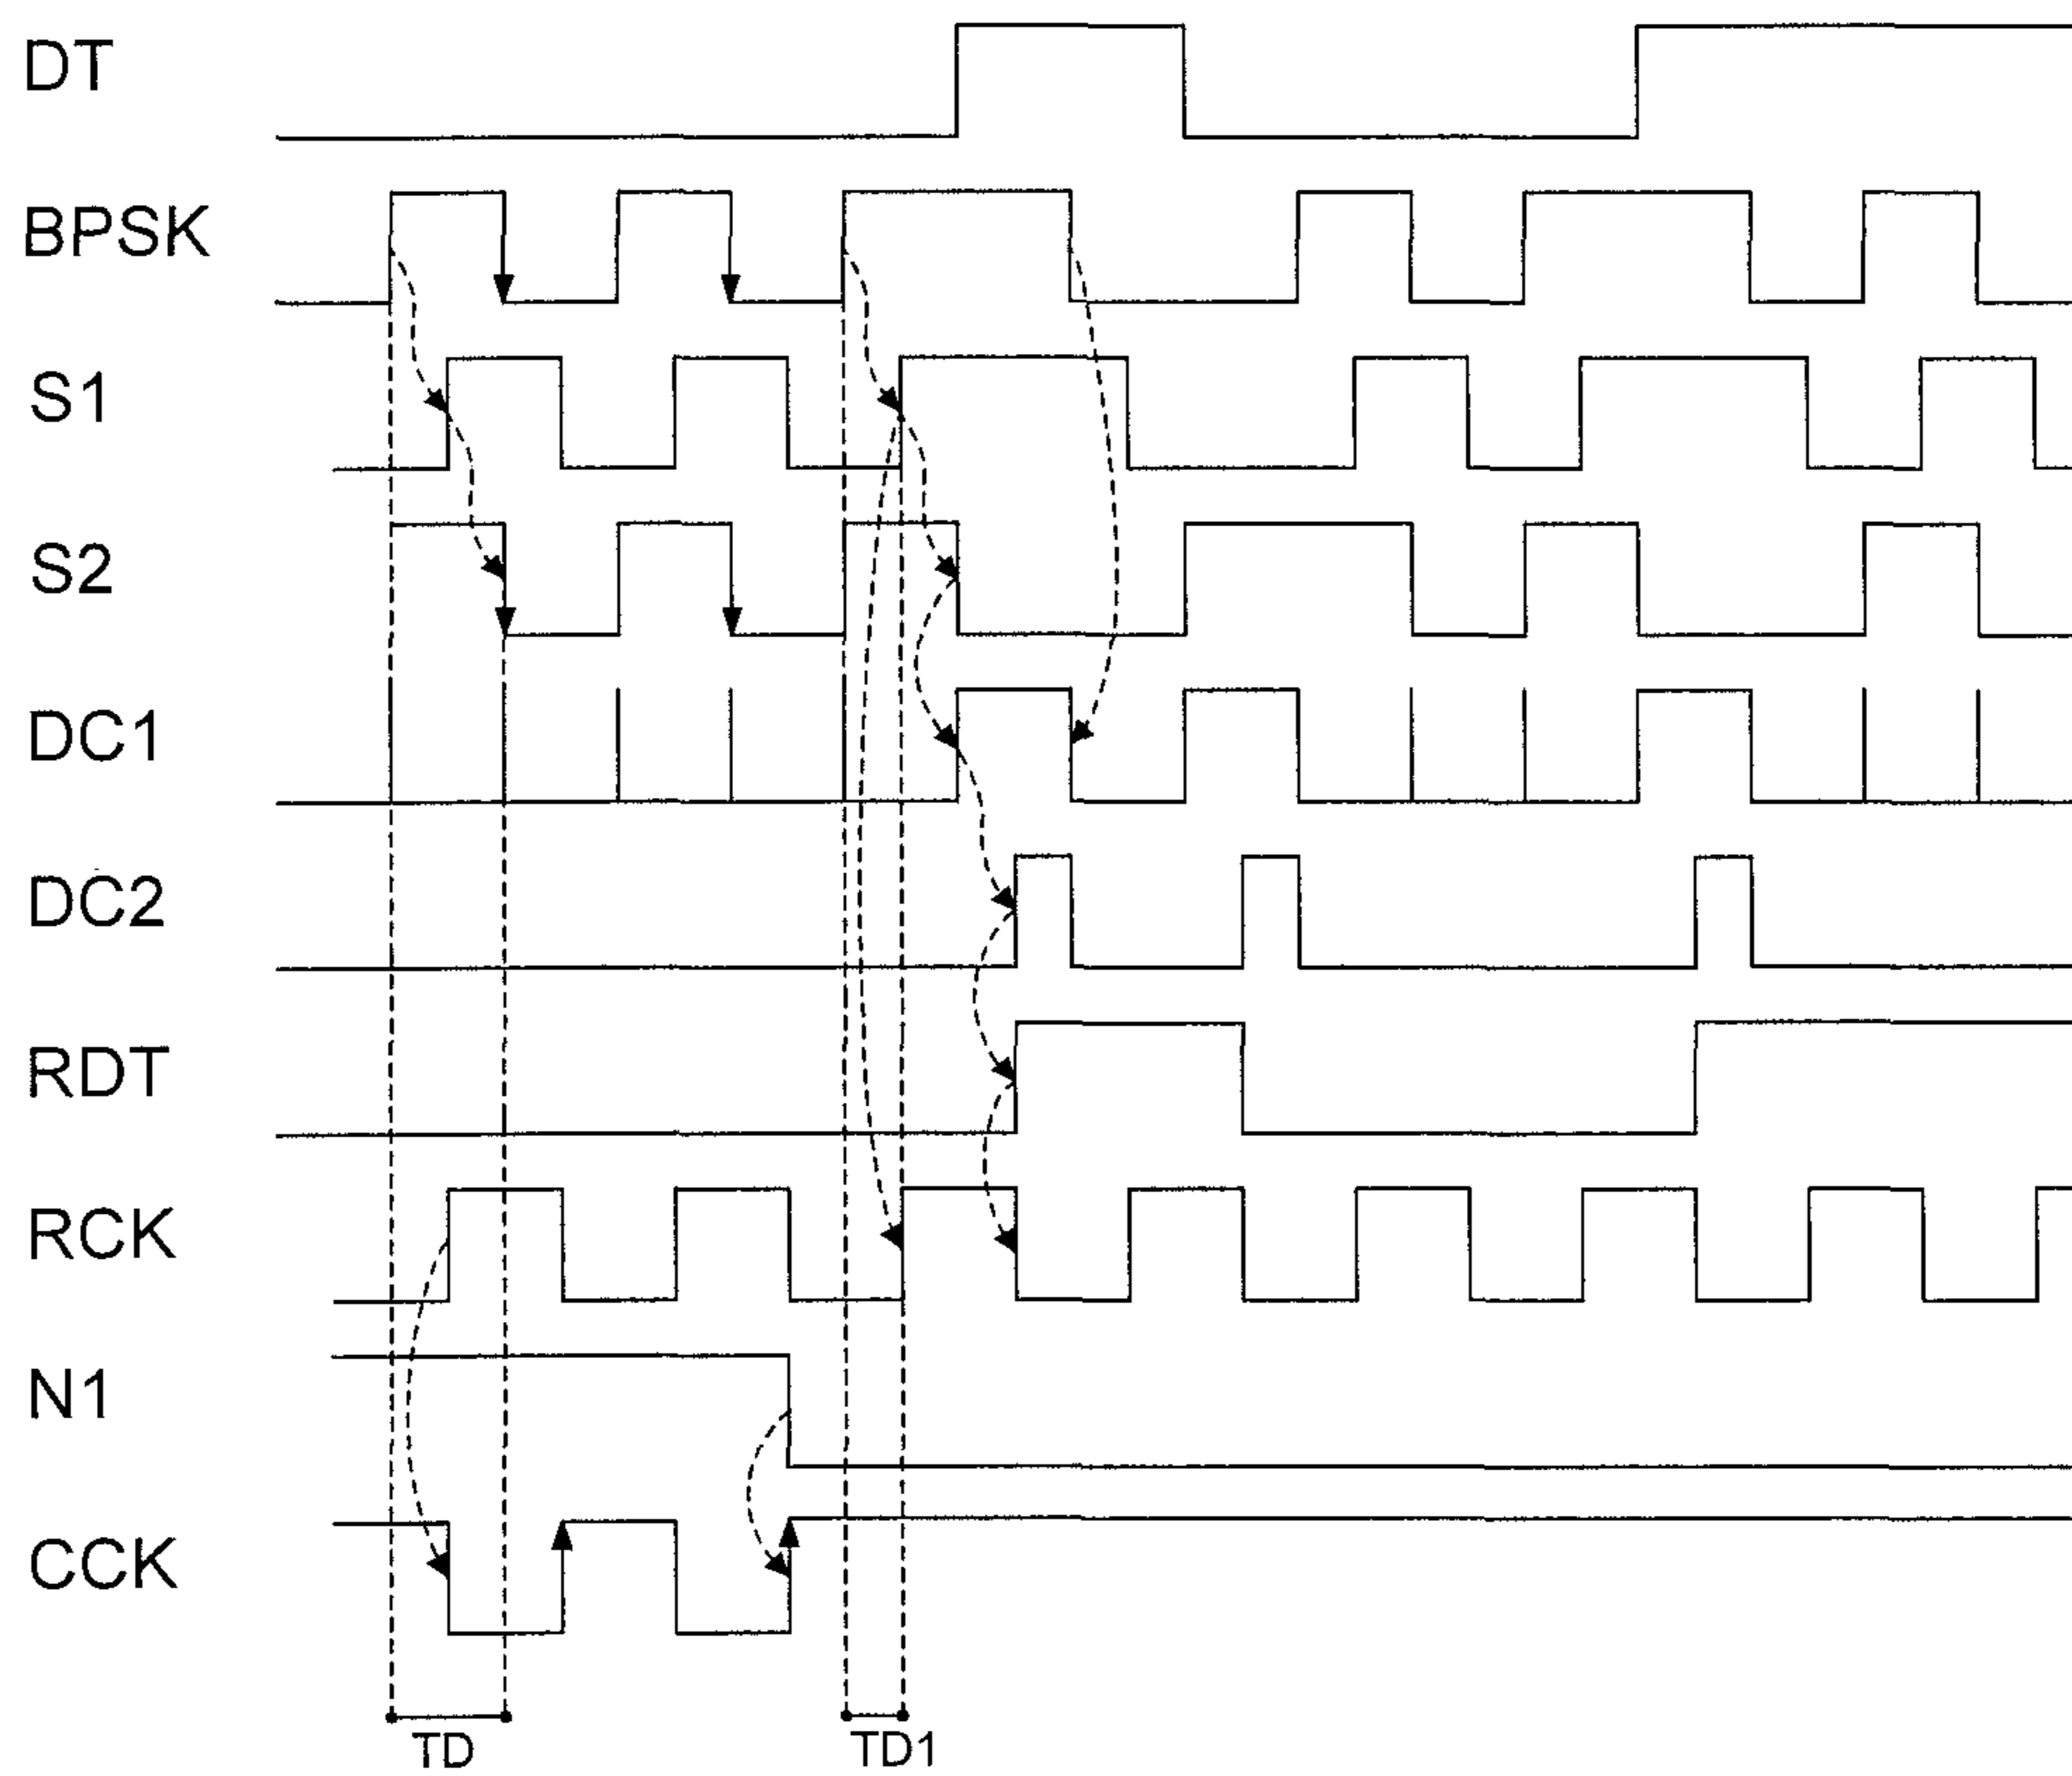 DT
BPSK
S1
S2
DC1
DC2
RDT
RCK
N1
CCK
TD TD1